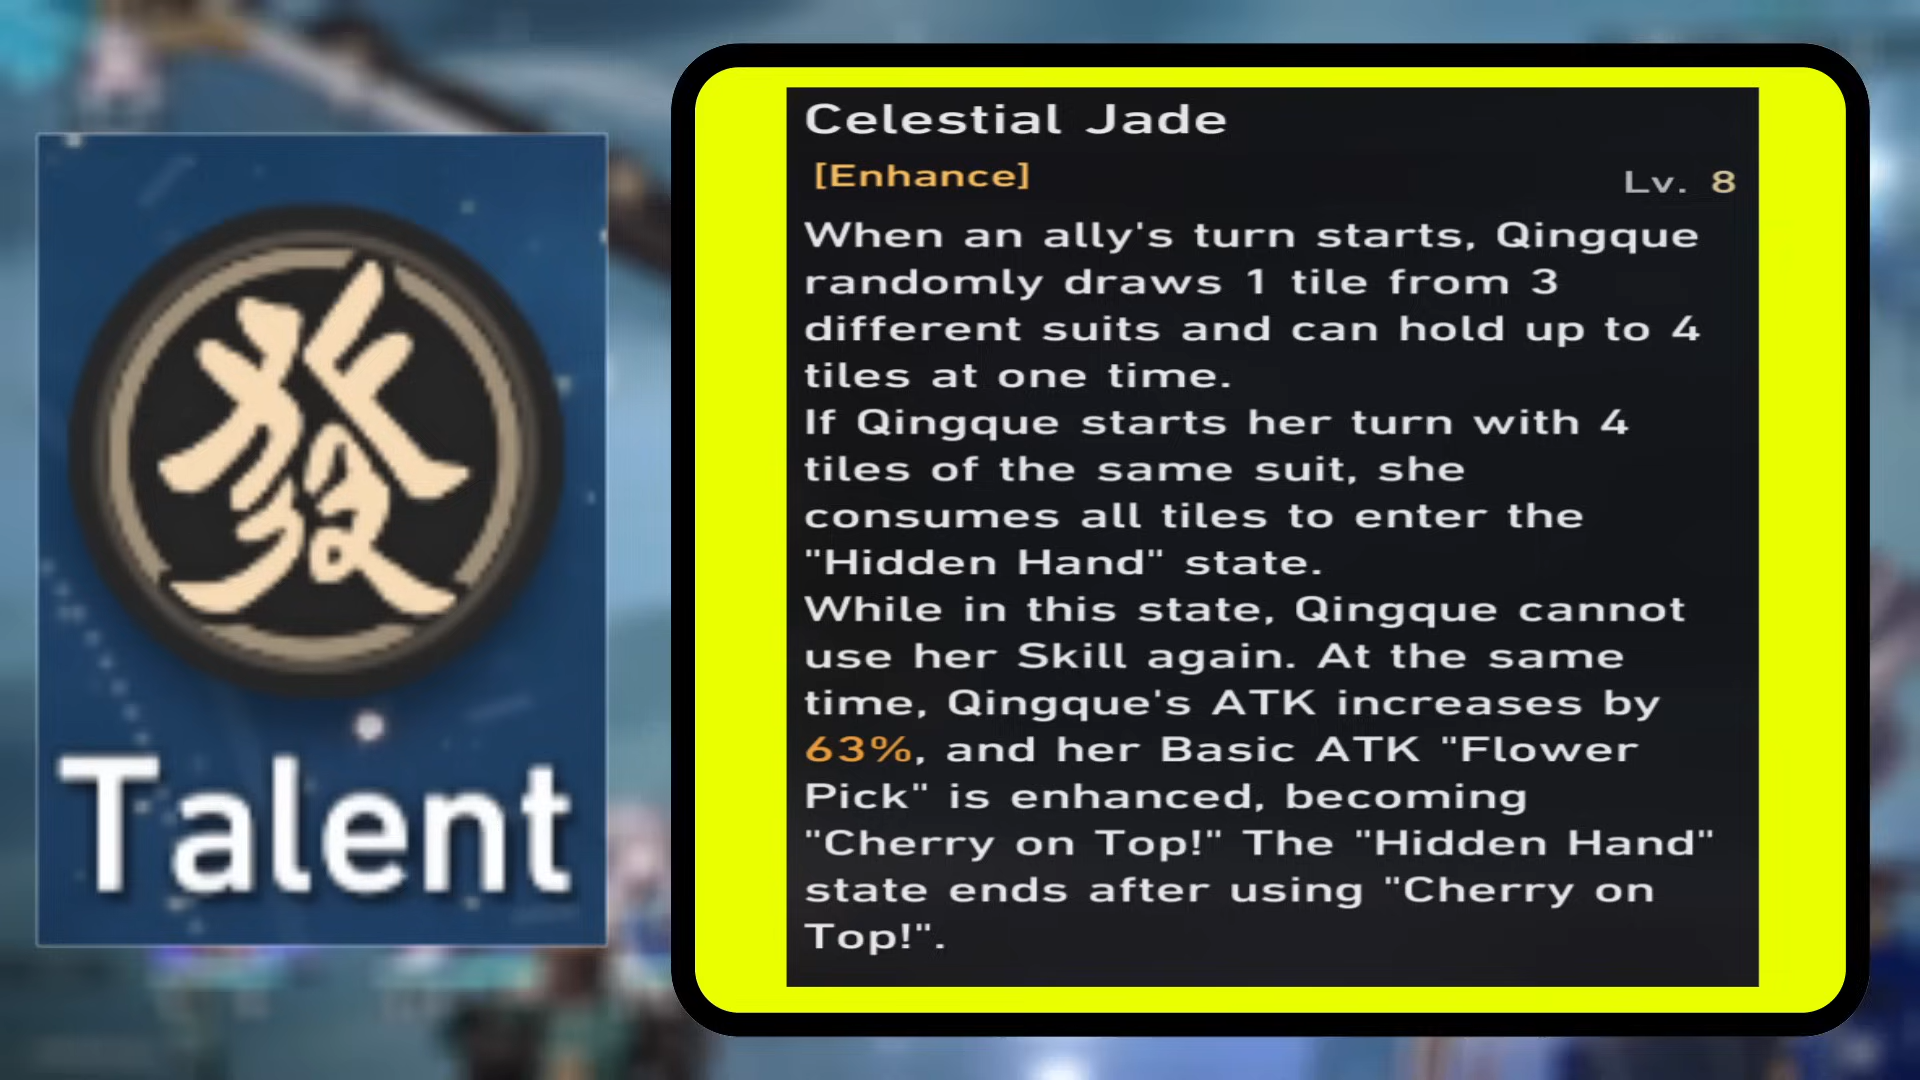 發
Talent
Celestial Jade
[Enhance]
Lv. 8
When an ally's turn starts, Qingque
randomly draws 1 tile from 3
different suits and can hold up to 4
tiles at one time.
If Qingque starts her turn with 4
tiles of the same suit, she
consumes all tiles to enter the
"Hidden Hand" state.
While in this state, Qingque cannot
use her Skill again. At the same
time, Qingque's ATK increases by
63%, and her Basic ATK "Flower
Pick" is enhanced, becoming
"Cherry on Top!" The "Hidden Hand"
state ends after using "Cherry on
Top!".